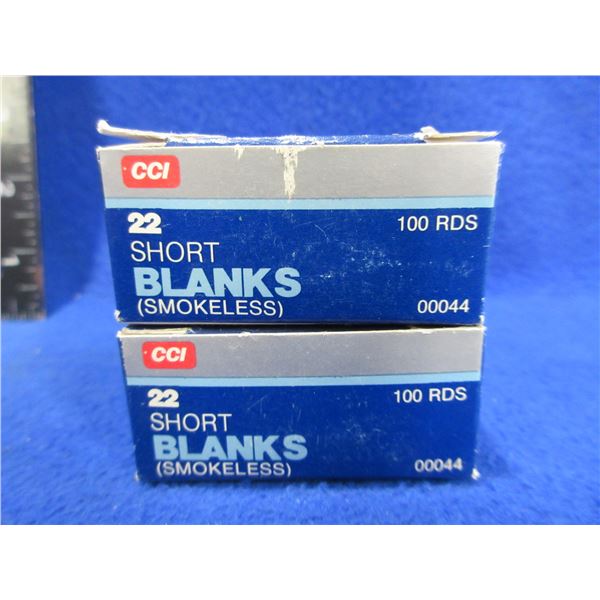 CCI
22 100 RDS
SHORT
BLANKS
(SMOKELESS) 00044
CCI
22 100 RDS
SHORT
BLANKS
(SMOKELESS) 00044